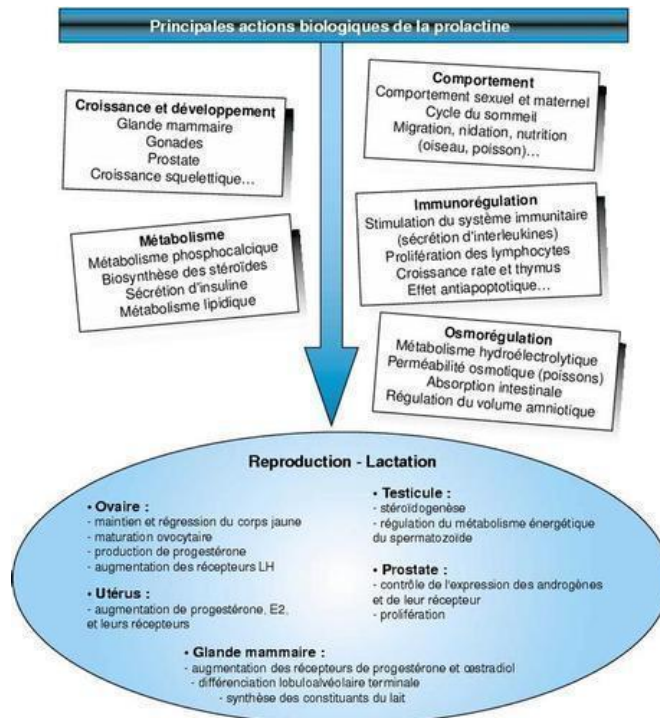 Principales actions biologiques de la prolactine
Croissance et développement
Glande mammaire
Gonades
Prostate
Croissance squelettique...
Métabolisme
Métabolisme phosphocalcique
Biosynthèse des stéroïdes
Sécrétion d'insuline
Métabolisme lipidique
Comportement
Comportement sexuel et maternel
Cycle du sommeil
Migration, nidation, nutrition
(oiseau, poisson)...
Immunorégulation
Stimulation du système immunitaire
(sécrétion d'interleukines)
Prolifération des lymphocytes
Croissance rate et thymus
Effet antiapoptotique...
Osmorégulation
Métabolisme hydroélectrolytique
Perméabilité osmotique (poissons)
Absorption intestinale
Régulation du volume amniotique
Reproduction - Lactation
• Ovaire :
- maintien et régression du corps jaune
- maturation ovocytaire
- production de progestérone
- augmentation des récepteurs LH
• Utérus :
- augmentation de progestérone, E2,
et leurs récepteurs
• Testicule :
- stéroïdogenèse
- régulation du métabolisme énergétique
du spermatozoïde
• Prostate :
- contrôle de l'expression des androgènes
et de leur récepteur
- prolifération
• Glande mammaire :
- augmentation des récepteurs de progestérone et œstradiol
- différenciation lobuloalvéolaire terminale
- synthèse des constituants du lait